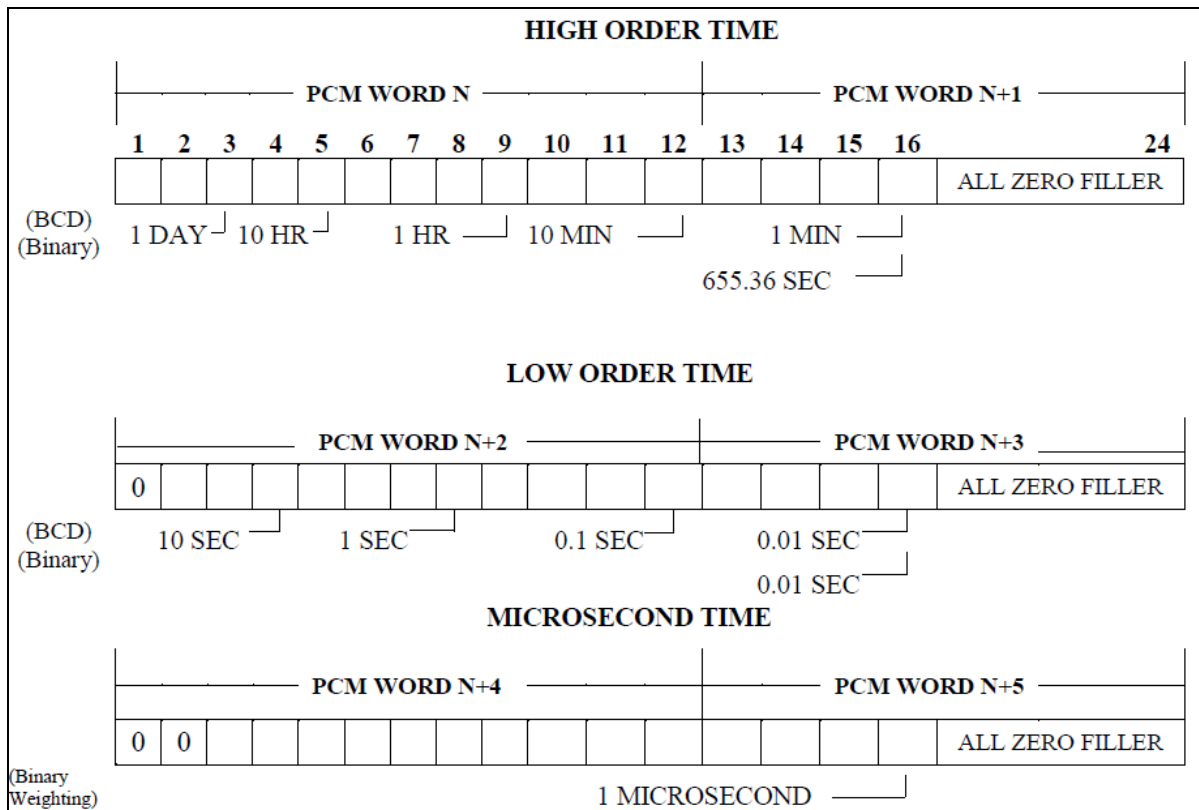 HIGH ORDER TIME
PCM WORD N PCM WORD N+1
1 2 3 4 5 6 7 8 9 10 11 12 13 14 15 16 24
ALL ZERO FILLER
(BCD) 1 DAY 10 HR 1 HR 10 MIN 1 MIN
(Binary) 655.36 SEC
LOW ORDER TIME
PCM WORD N+2 PCM WORD N+3
0 ALL ZERO FILLER
(BCD) 10 SEC 1 SEC 0.1 SEC 0.01 SEC
(Binary) 0.01 SEC
MICROSECOND TIME
PCM WORD N+4 PCM WORD N+5
0 0 ALL ZERO FILLER
(Binary
Weighting) 1 MICROSECOND